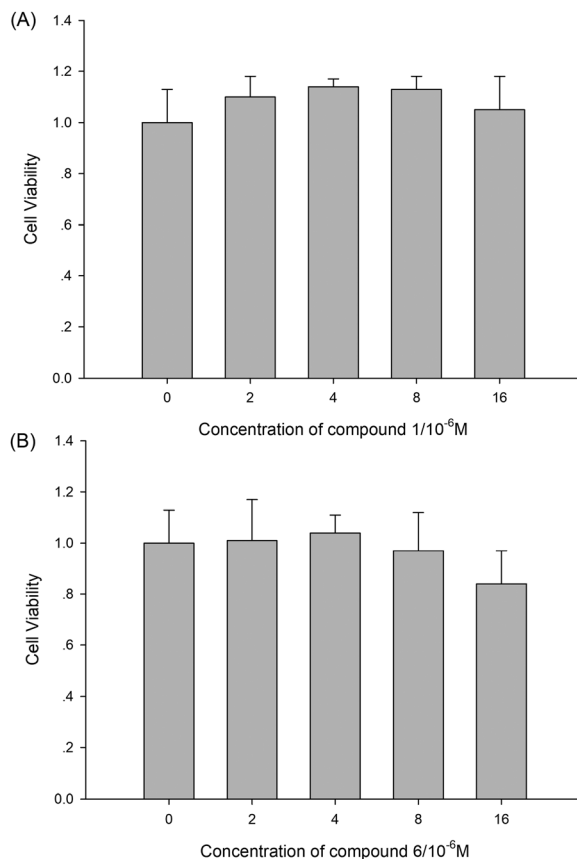 (A)
1.4
1.2
1.0
.8
.6
.4
.2
0.0
Cell Viability
0 2 4 8 16
Concentration of compound 1/10⁻⁶M
(B)
1.4
1.2
1.0
.8
.6
.4
.2
0.0
Cell Viability
0 2 4 8 16
Concentration of compound 6/10⁻⁶M